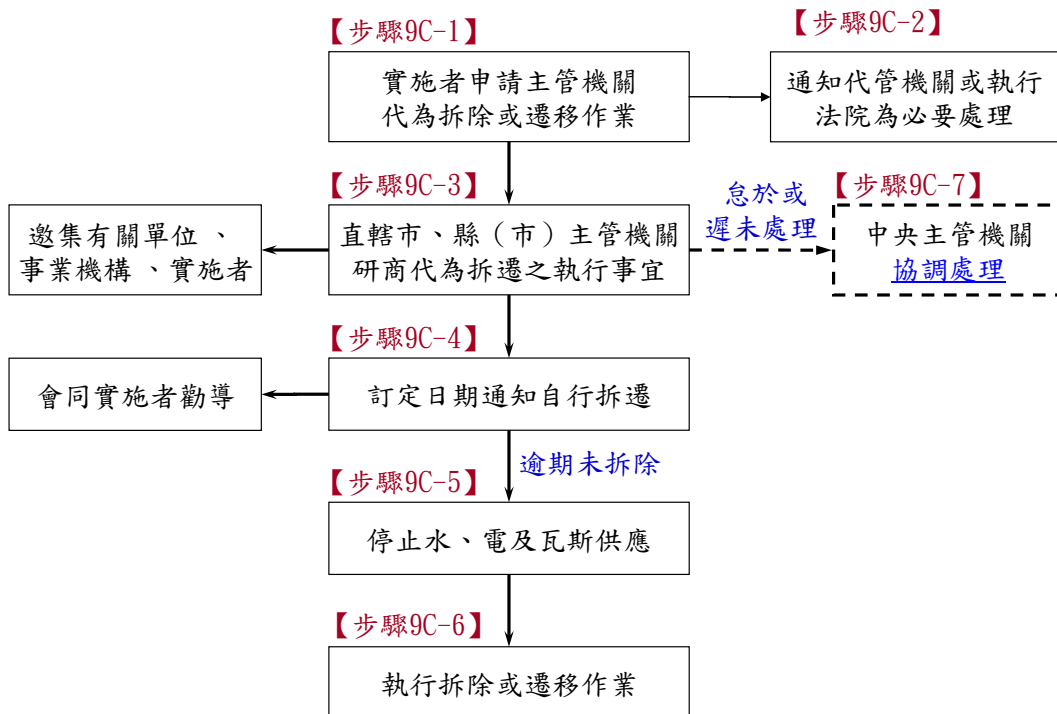 【步驟9C-1】
實施者申請主管機關
代為拆除或遷移作業
【步驟9C-2】
通知代管機關或執行
法院為必要處理
【步驟9C-3】
直轄市、縣（市）主管機關
研商代為拆遷之執行事宜
邀集有關單位 、
事業機構 、實施者
怠於或
遲未處理
【步驟9C-7】
中央主管機關
協調處理
【步驟9C-4】
訂定日期通知自行拆遷
會同實施者勸導
逾期未拆除
【步驟9C-5】
停止水、電及瓦斯供應
【步驟9C-6】
執行拆除或遷移作業